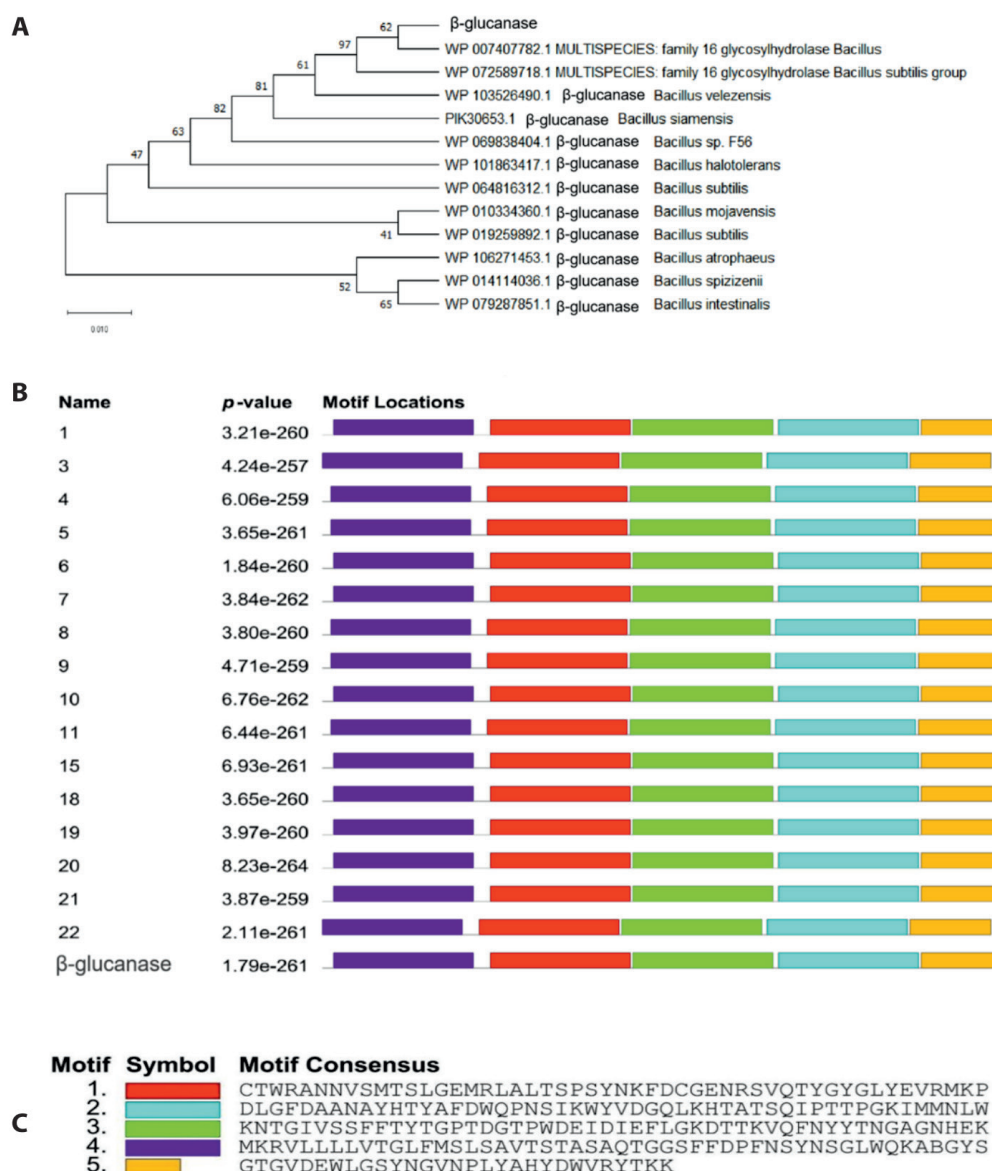 A
β-glucanase
62
WP 007407782.1 MULTISPECIES: family 16 glycosylhydrolase Bacillus
97
WP 072589718.1 MULTISPECIES: family 16 glycosylhydrolase Bacillus subtilis group
61
WP 103526490.1 β-glucanase Bacillus velezensis
81
PIK30653.1 β-glucanase Bacillus siamensis
82
WP 069838404.1 β-glucanase Bacillus sp. F56
63
WP 101863417.1 β-glucanase Bacillus halotolerans
47
WP 064816312.1 β-glucanase Bacillus subtilis
WP 010334360.1 β-glucanase Bacillus mojavensis
41
WP 019259892.1 β-glucanase Bacillus subtilis
WP 106271453.1 β-glucanase Bacillus atrophaeus
52
WP 014114036.1 β-glucanase Bacillus spizizenii
65
WP 079287851.1 β-glucanase Bacillus intestinalis
0.010
B
Name p-value Motif Locations
1 3.21e-260
3 4.24e-257
4 6.06e-259
5 3.65e-261
6 1.84e-260
7 3.84e-262
8 3.80e-260
9 4.71e-259
10 6.76e-262
11 6.44e-261
15 6.93e-261
18 3.65e-260
19 3.97e-260
20 8.23e-264
21 3.87e-259
22 2.11e-261
β-glucanase 1.79e-261
Motif Symbol Motif Consensus
1. CTWRANNVSMTSLGEMRLALTSPSYNKFDCGENRSVQTYGYGLYEVRMKP
2. DLGFDAANAYHTYAFDWQPNSIKWYVDGQLKHTATSQIPTTPGKIMMNLW
C
3. KNTGIVSSFFTYTGPTDGTPWDEIDIEFLGKDTTKVQFNYYTNGAGNHEK
4. MKRVLLLLVTGLFMSLSAVTSTASAQTGGSFFDPFNSYNSGLWQKABGYS
5. GTGVDEWLGSYNGVNPLYAHYDWVRYTKK